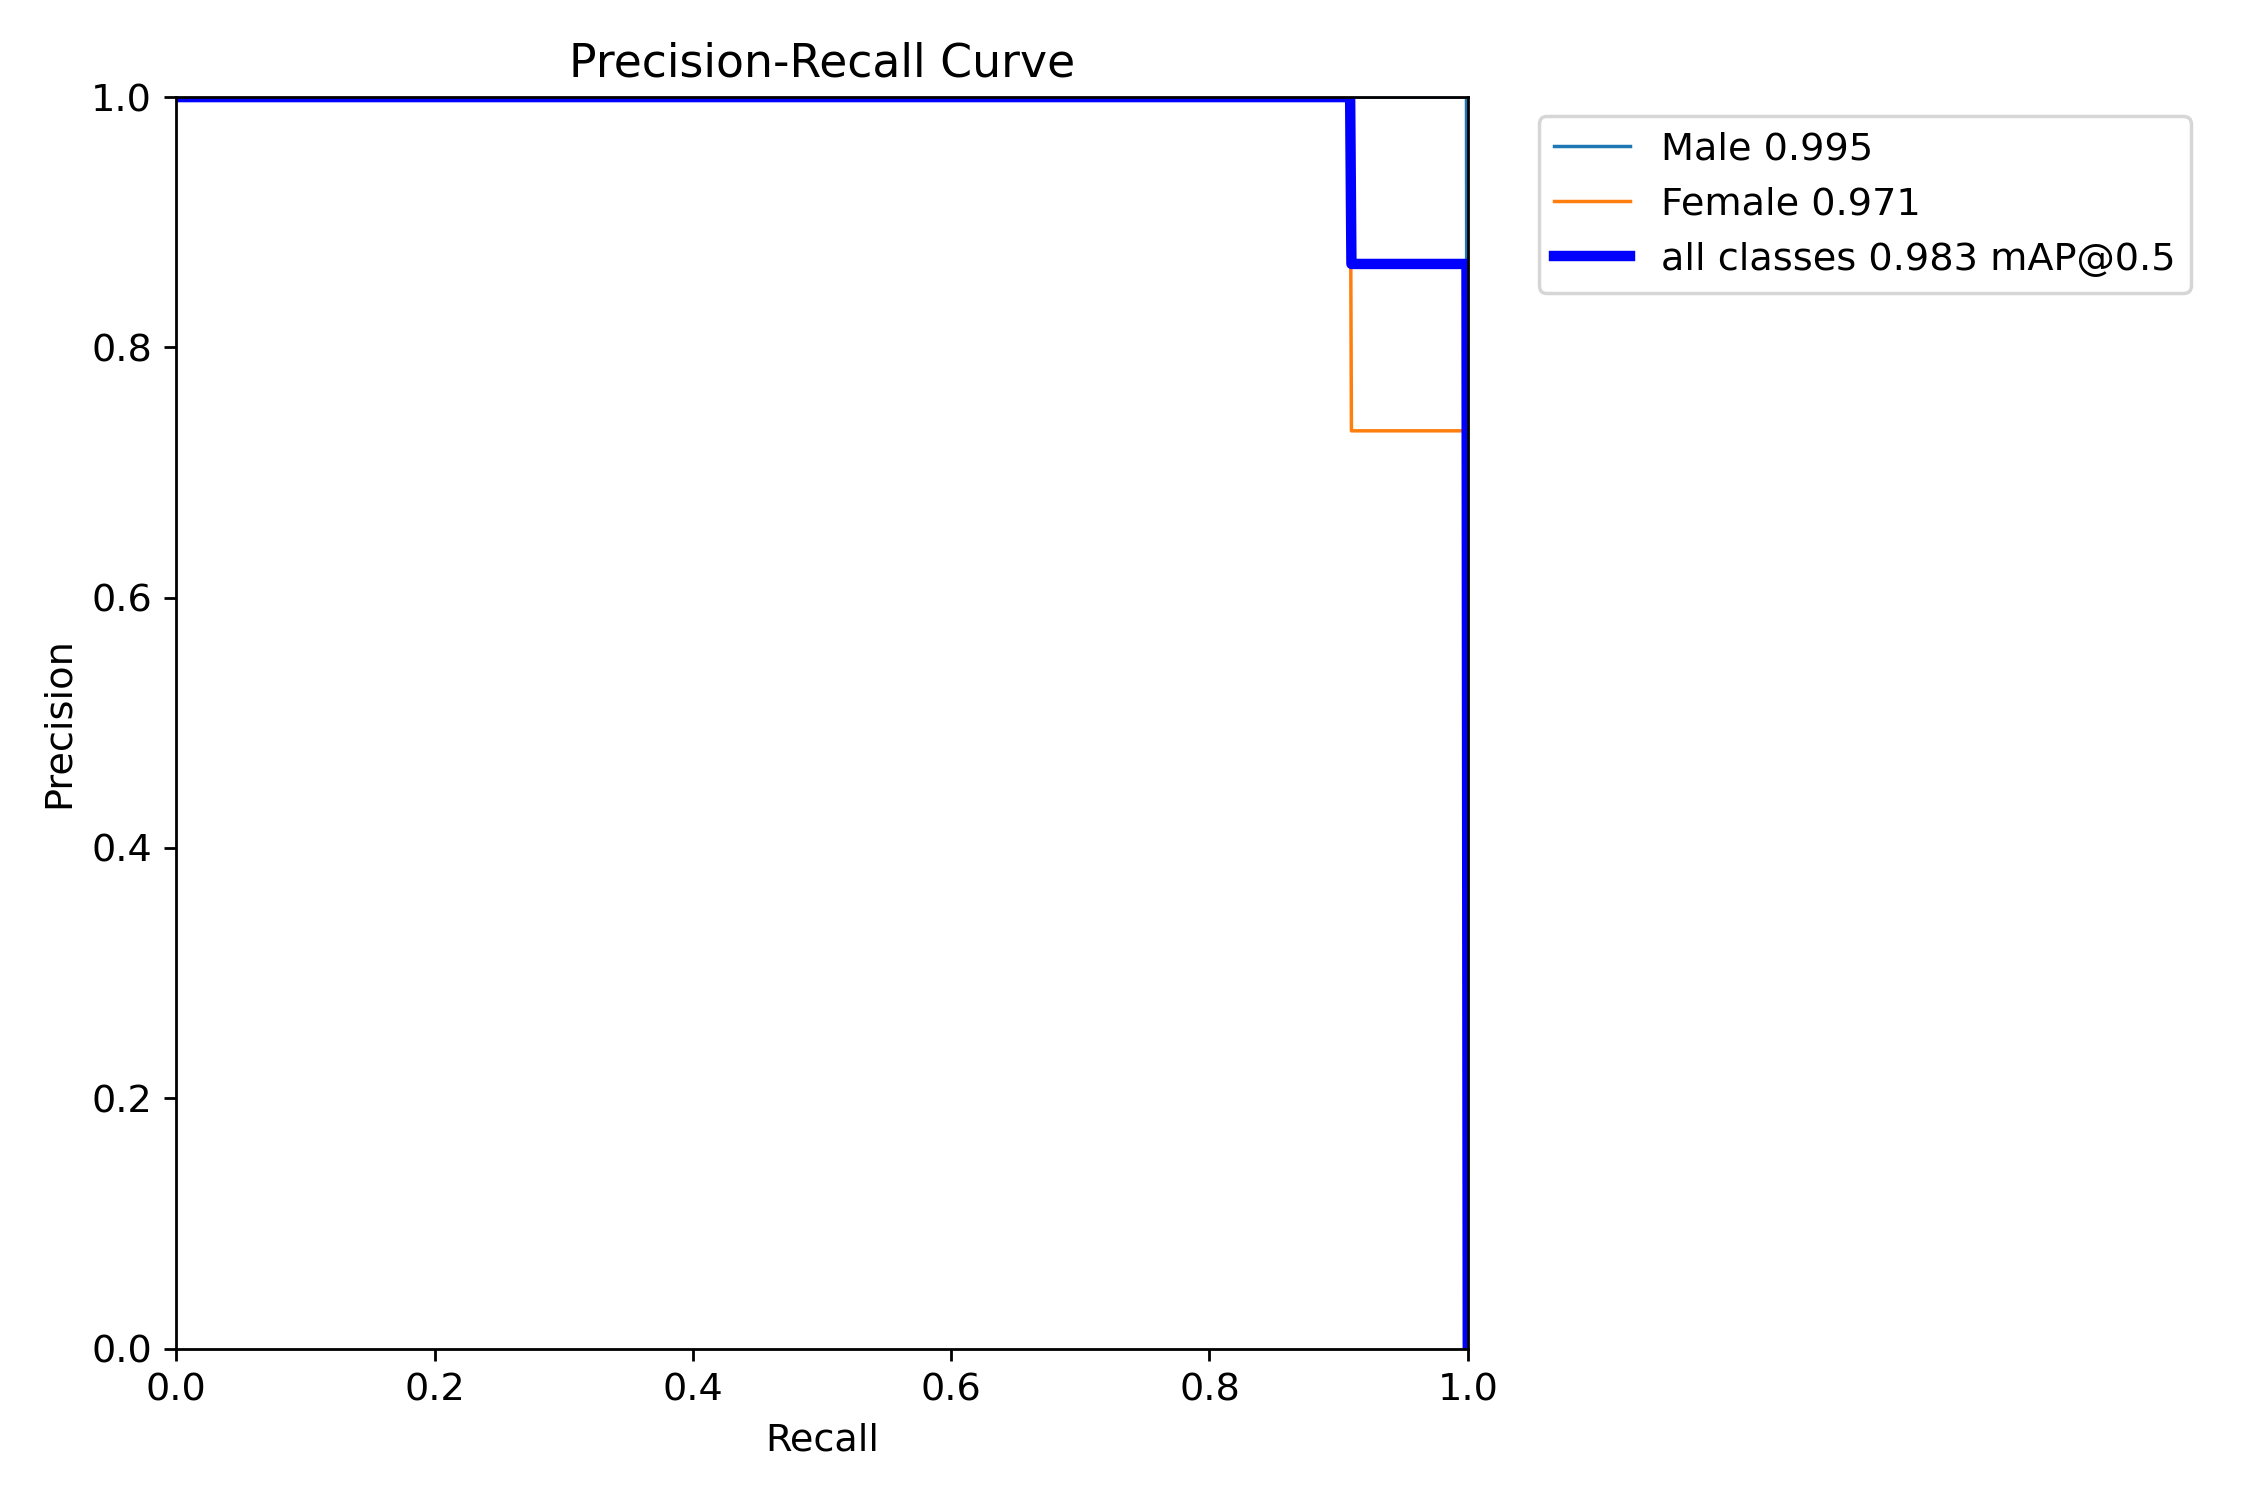 Precision-Recall Curve
Male 0.995
Female 0.971
all classes 0.983 mAP@0.5
Precision
1.0
0.8
0.6
0.4
0.2
0.0
0.0 0.2 0.4 0.6 0.8 1.0
Recall